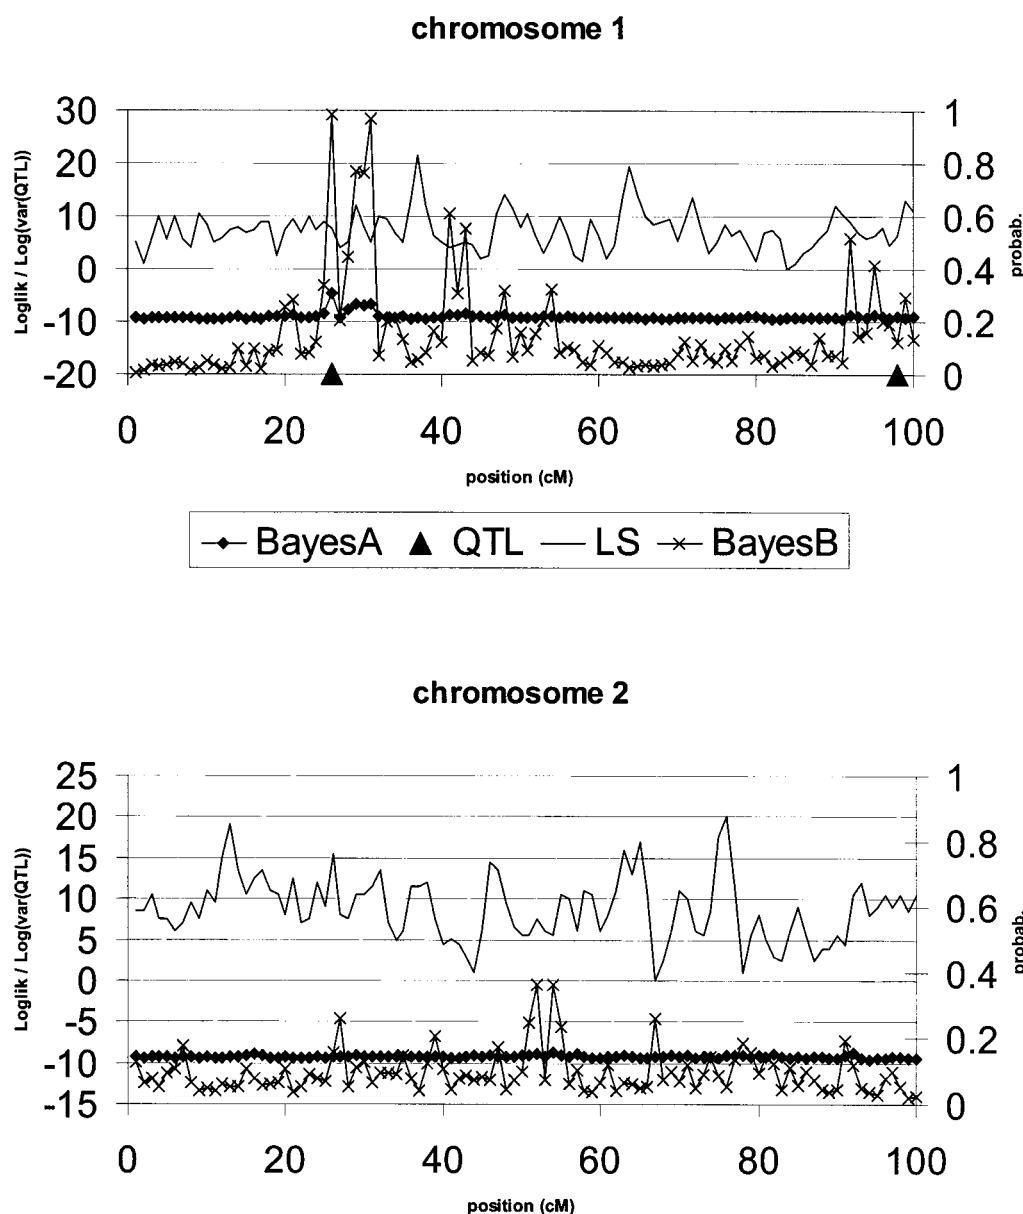 chromosome 1
30
20
10
0
-10
-20
Loglik / Log(var(QTL))
1
0.8
0.6
0.4
0.2
0
probab.
0 20 40 60 80 100
position (cM)
BayesA QTL LS BayesB
chromosome 2
25
20
15
10
5
0
-5
-10
-15
Loglik / Log(var(QTL))
1
0.8
0.6
0.4
0.2
0
probab.
0 20 40 60 80 100
position (cM)